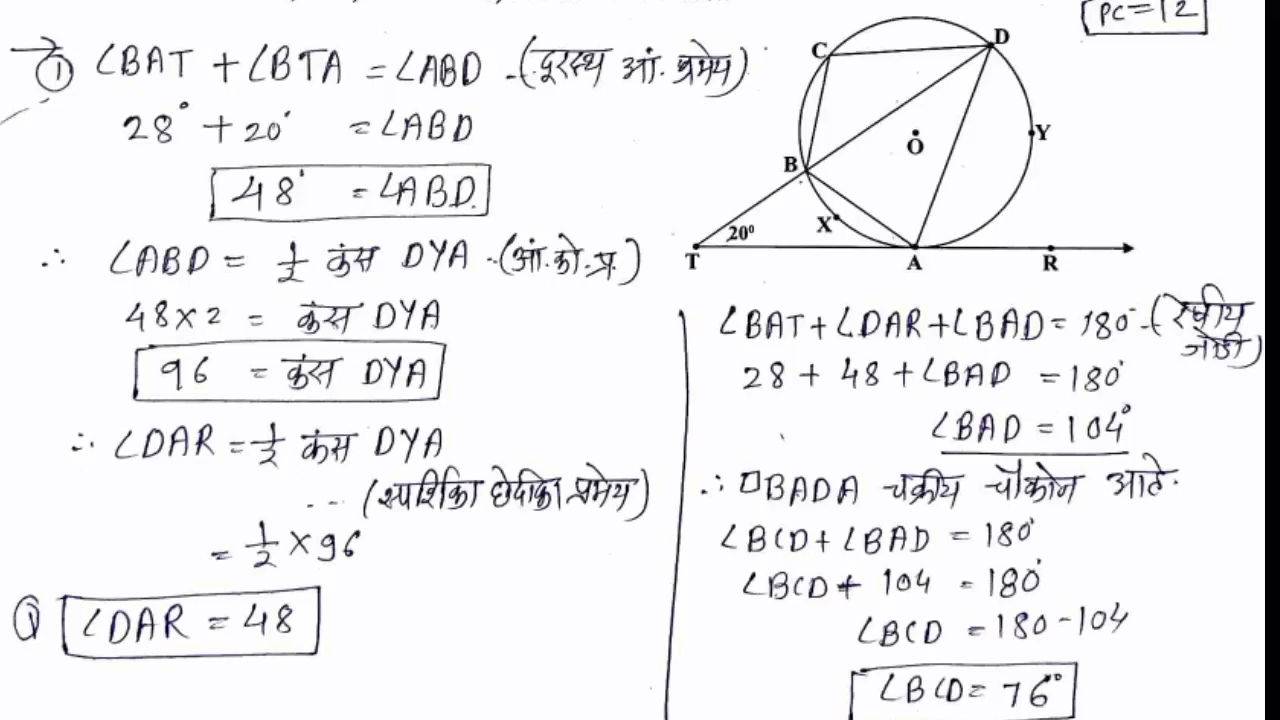 PC=12
① ∠BAT + ∠BTA = ∠ABD -(दूरस्थ आं. प्रमेय)
28° + 20° = ∠ABD
48° = ∠ABD.
∴ ∠ABD = 1/2 कंस DYA -(आं.को.प्र.)
48×2 = कंस DYA
96 = कंस DYA
∴ ∠DAR = 1/2 कंस DYA
... (स्पर्शिका छेदीका प्रमेय)
= 1/2 × 96
∠DAR = 48
C
D
B
O
Y
X
20°
T
A
R
∠BAT + ∠DAR + ∠BAD = 180° -(रेषीय जोडी)
28 + 48 + ∠BAD = 180°
∠BAD = 104°
∴ □BADA चक्रीय चौकोन आहे.
∠BCD + ∠BAD = 180°
∠BCD + 104 = 180°
∠BCD = 180-104
∠BCD = 76°